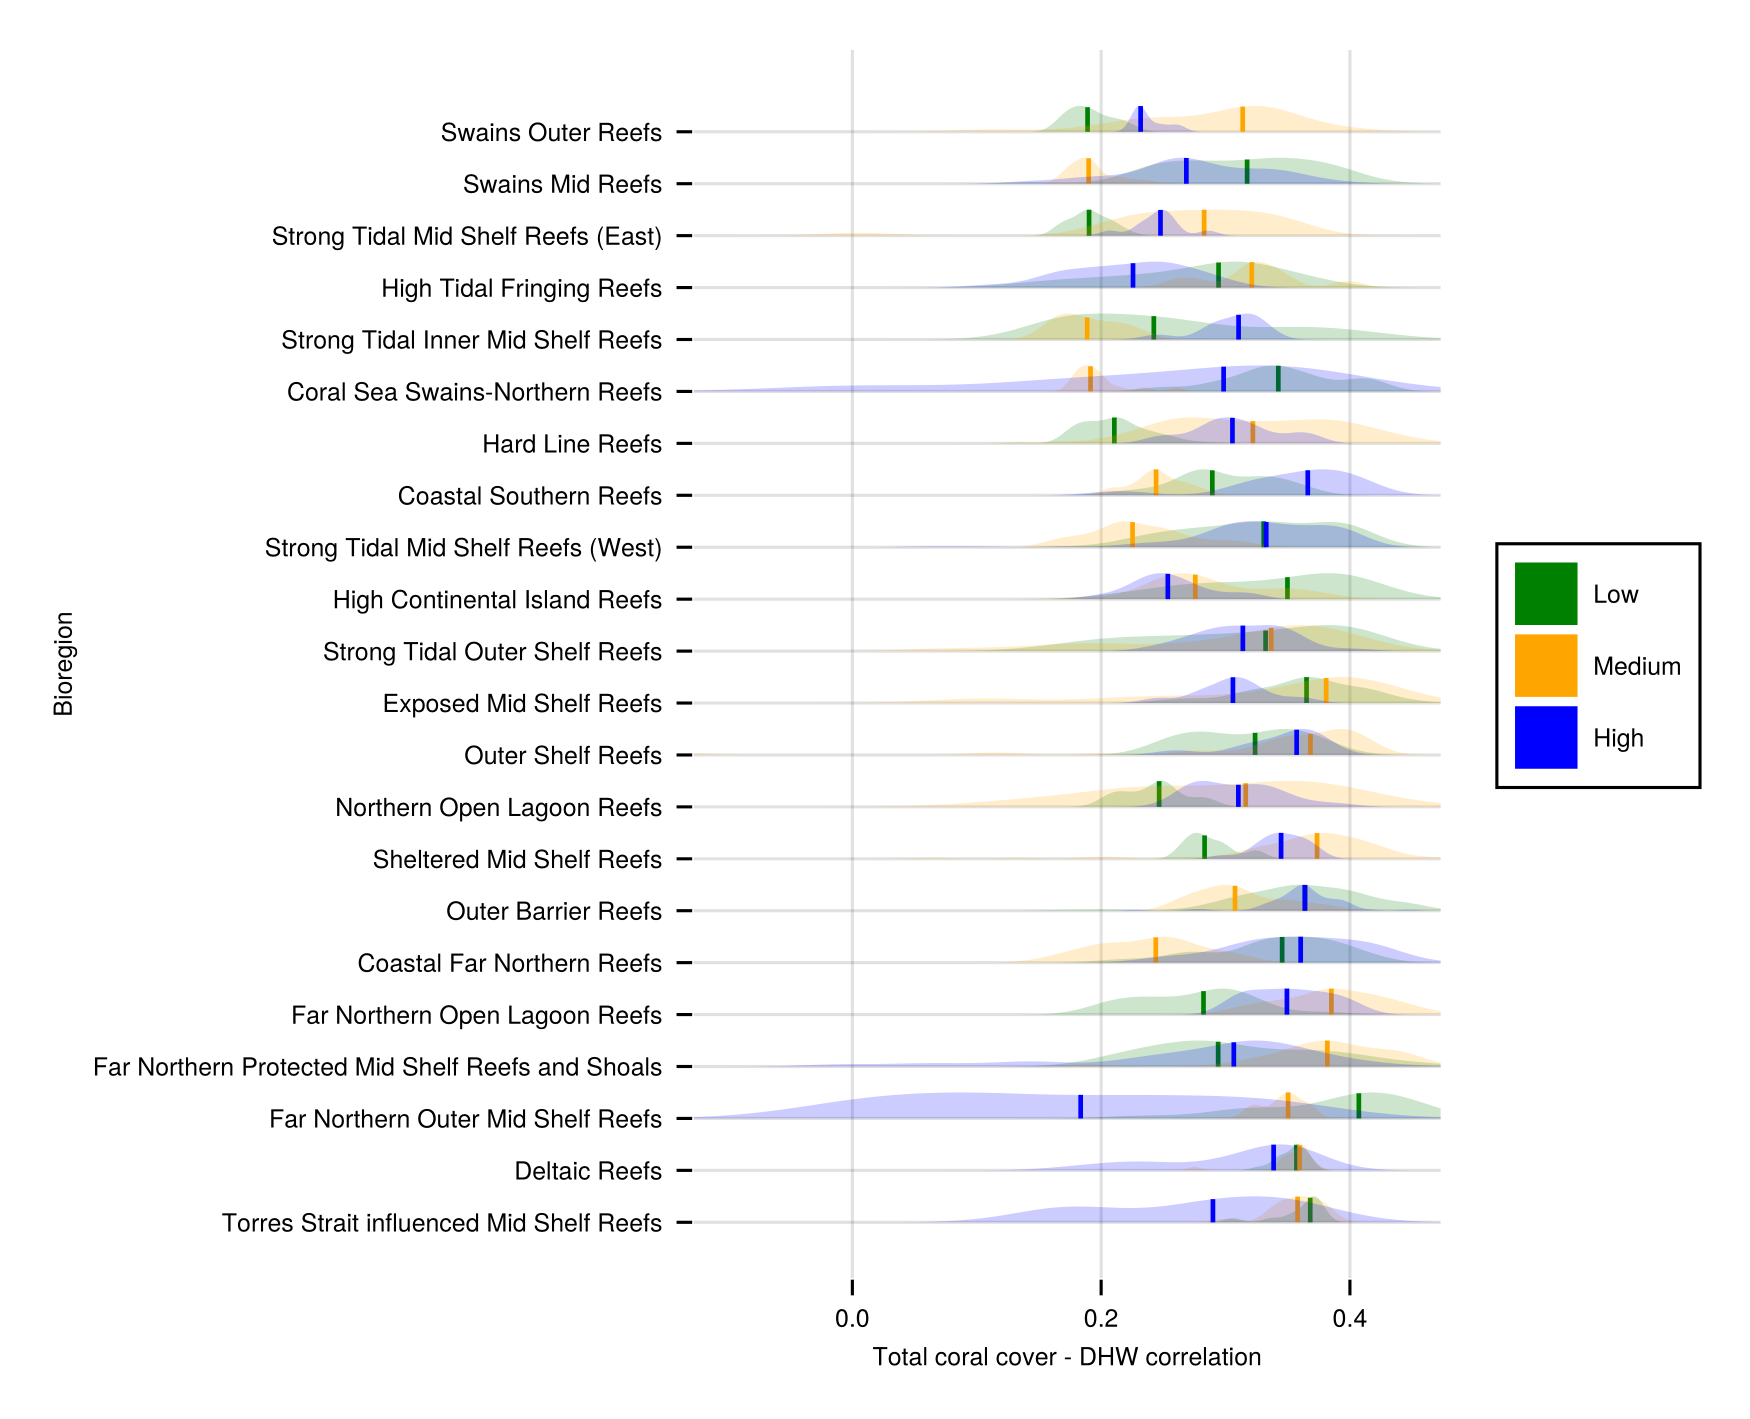 Swains Outer Reefs
Swains Mid Reefs
Strong Tidal Mid Shelf Reefs (East)
High Tidal Fringing Reefs
Strong Tidal Inner Mid Shelf Reefs
Coral Sea Swains-Northern Reefs
Hard Line Reefs
Coastal Southern Reefs
Strong Tidal Mid Shelf Reefs (West)
High Continental Island Reefs
Strong Tidal Outer Shelf Reefs
Exposed Mid Shelf Reefs
Outer Shelf Reefs
Northern Open Lagoon Reefs
Sheltered Mid Shelf Reefs
Outer Barrier Reefs
Coastal Far Northern Reefs
Far Northern Open Lagoon Reefs
Far Northern Protected Mid Shelf Reefs and Shoals
Far Northern Outer Mid Shelf Reefs
Deltaic Reefs
Torres Strait influenced Mid Shelf Reefs
Bioregion
0.0 0.2 0.4
Total coral cover - DHW correlation
Low
Medium
High